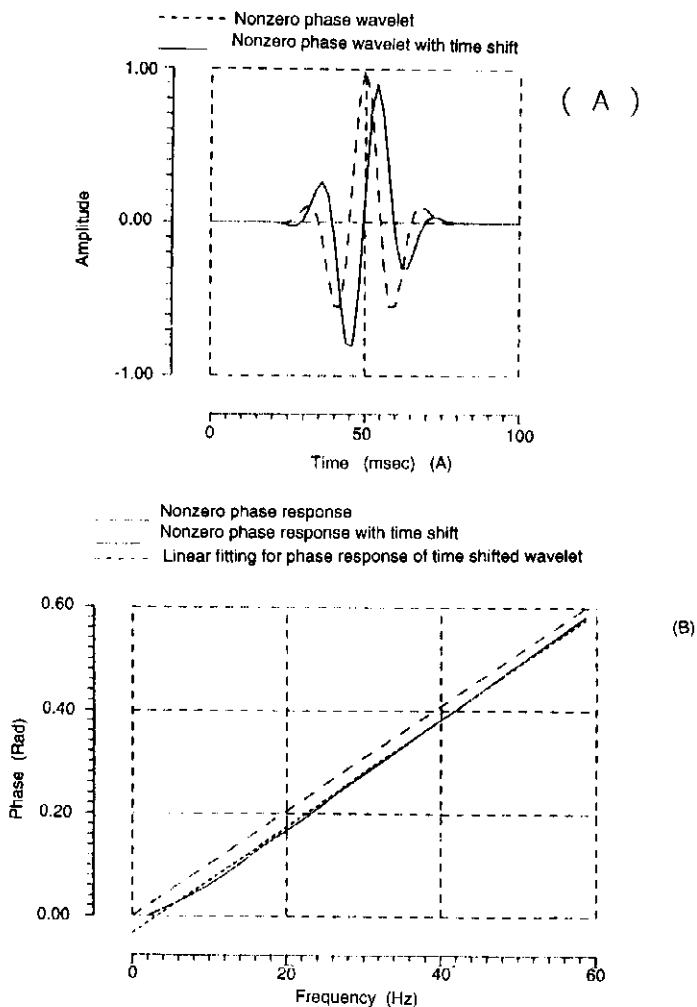 Nonzero phase wavelet
Nonzero phase wavelet with time shift
( A )
1.00
0.00
-1.00
Amplitude
0 50 100
Time (msec) (A)
Nonzero phase response
Nonzero phase response with time shift
Linear fitting for phase response of time shifted wavelet
(B)
0.60
0.40
0.20
0.00
Phase (Rad)
0 20 40 60
Frequency (Hz)